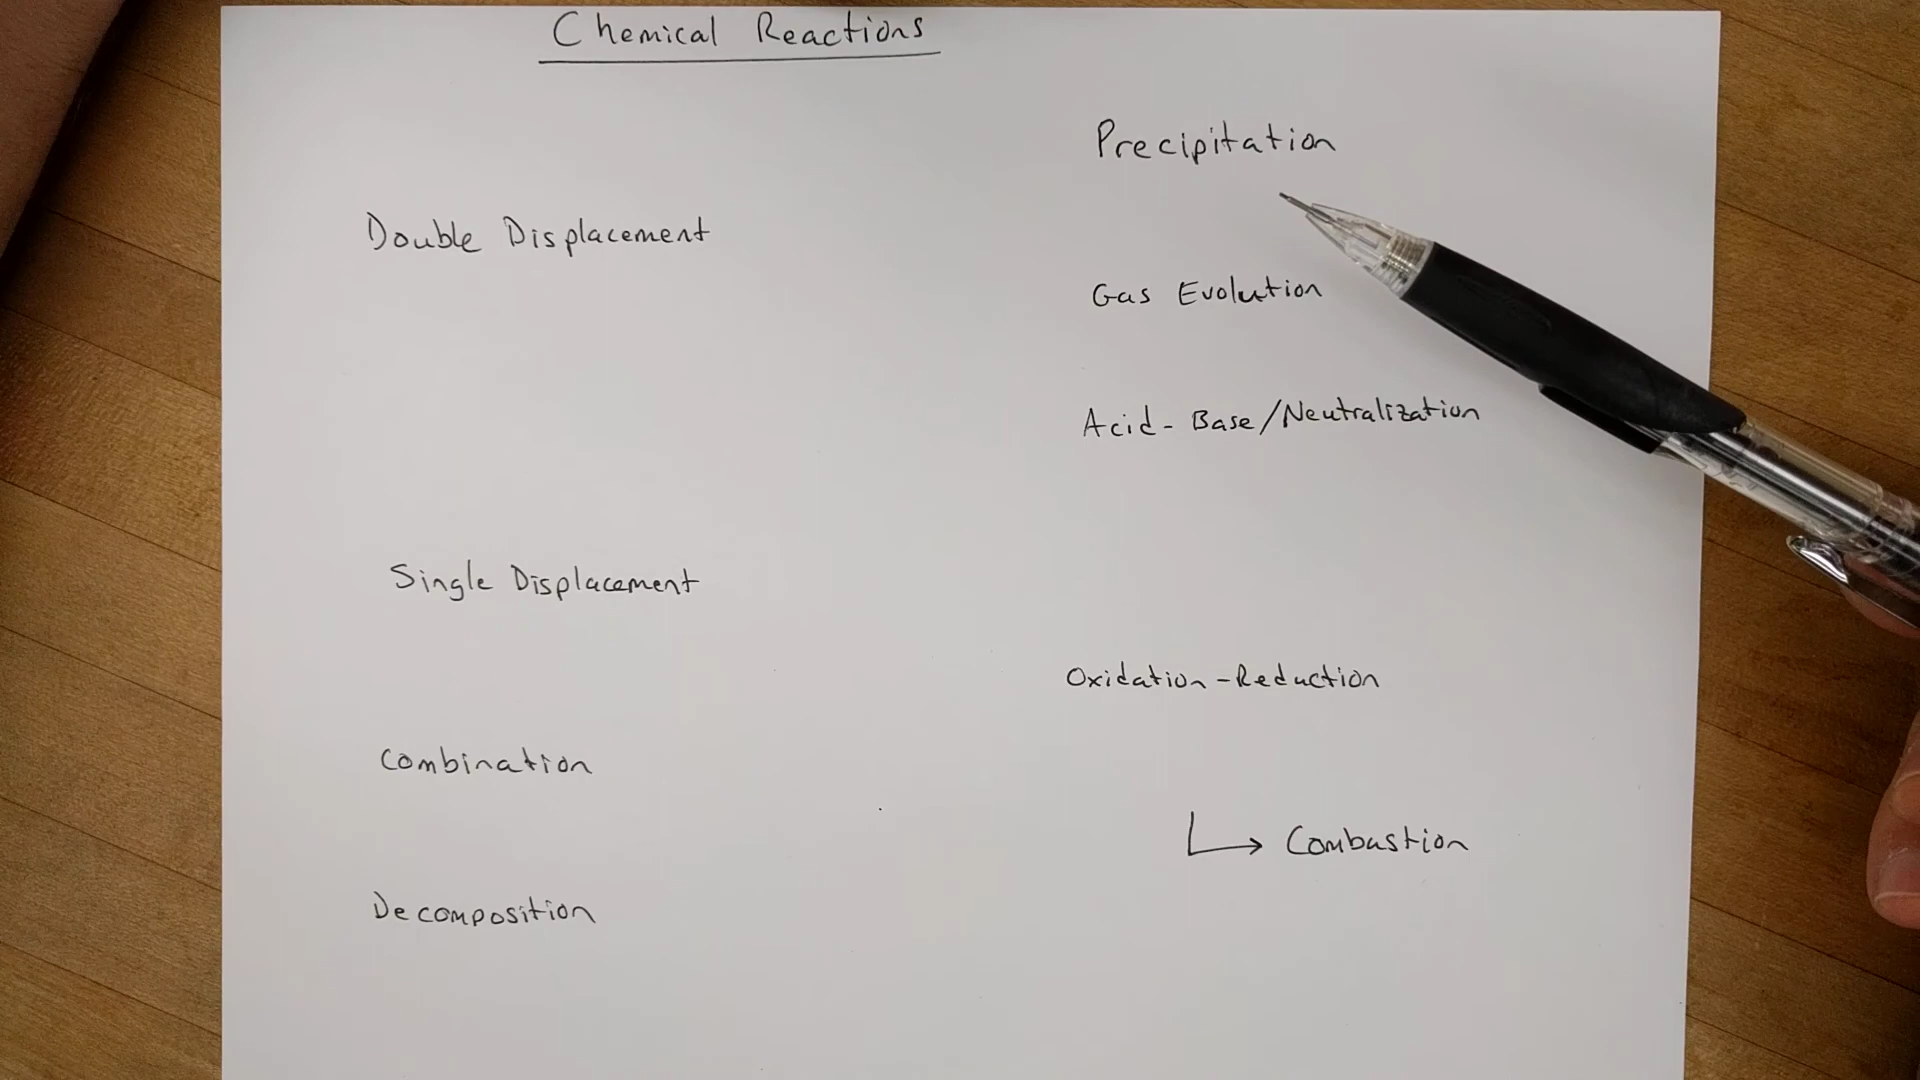 Chemical Reactions
Double Displacement
Single Displacement
Combination
Decomposition
Precipitation
Gas Evolution
Acid-Base/Neutralization
Oxidation-Reduction
↳ Combustion